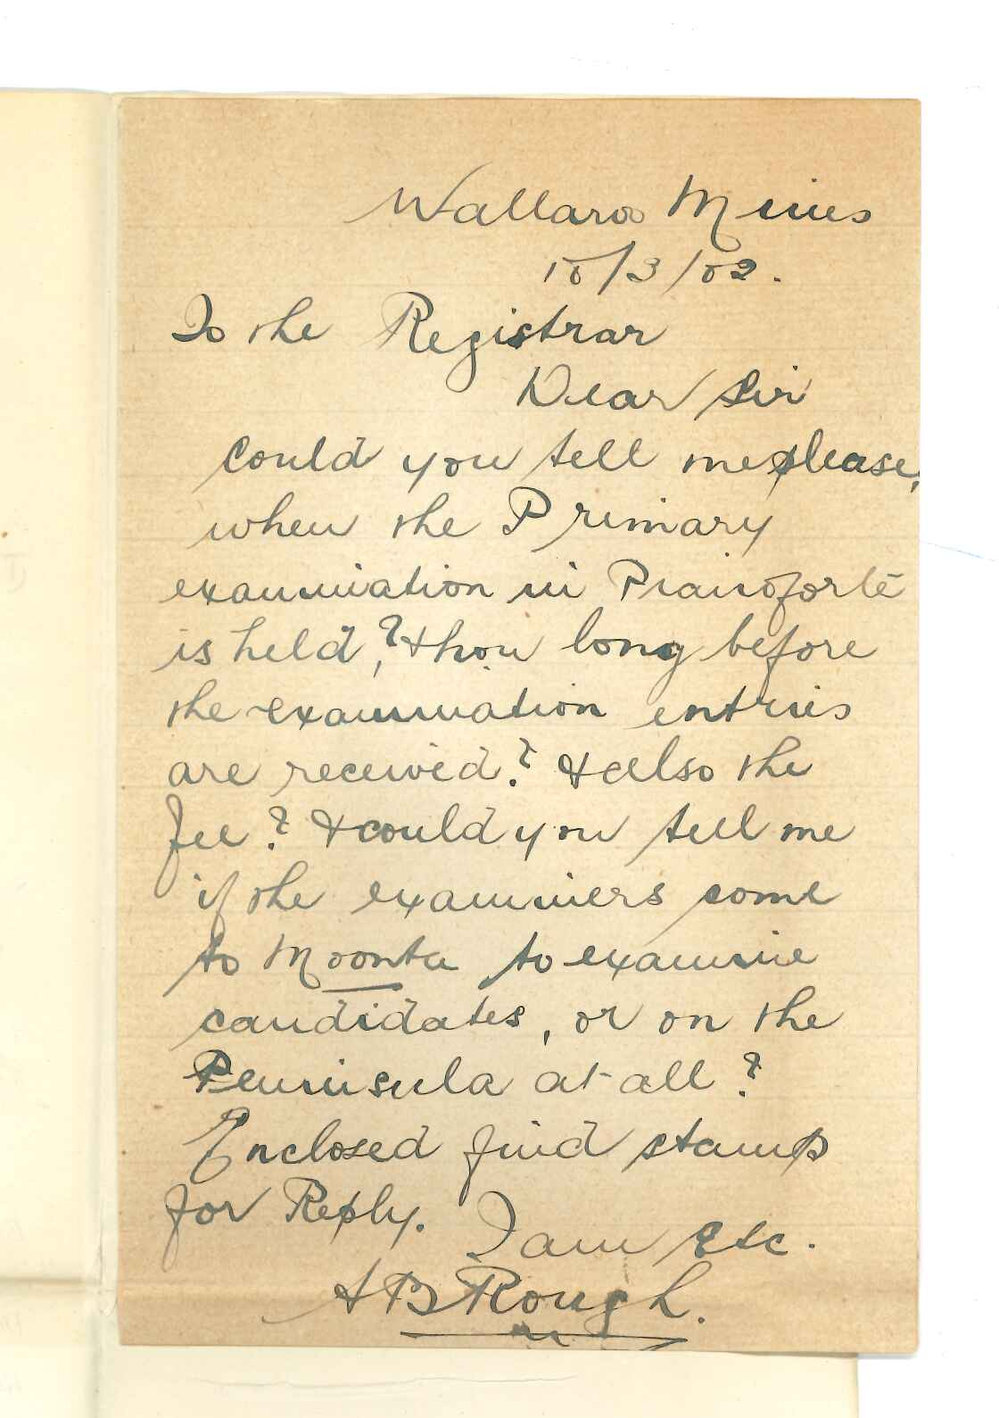 Wallaroo Mines
10/3/02.
To the Registrar
Dear Sir
Could you tell me please,
when the Primary
examination in Pianoforte
is held,? & how long before
the examination entries
are received? & also the
fee? & could you tell me
if the examiners come
to Moonta to examine
candidates, or on the
Peninsula at all?
Enclosed find stamp
for Reply.
I am etc.
A B Rough.